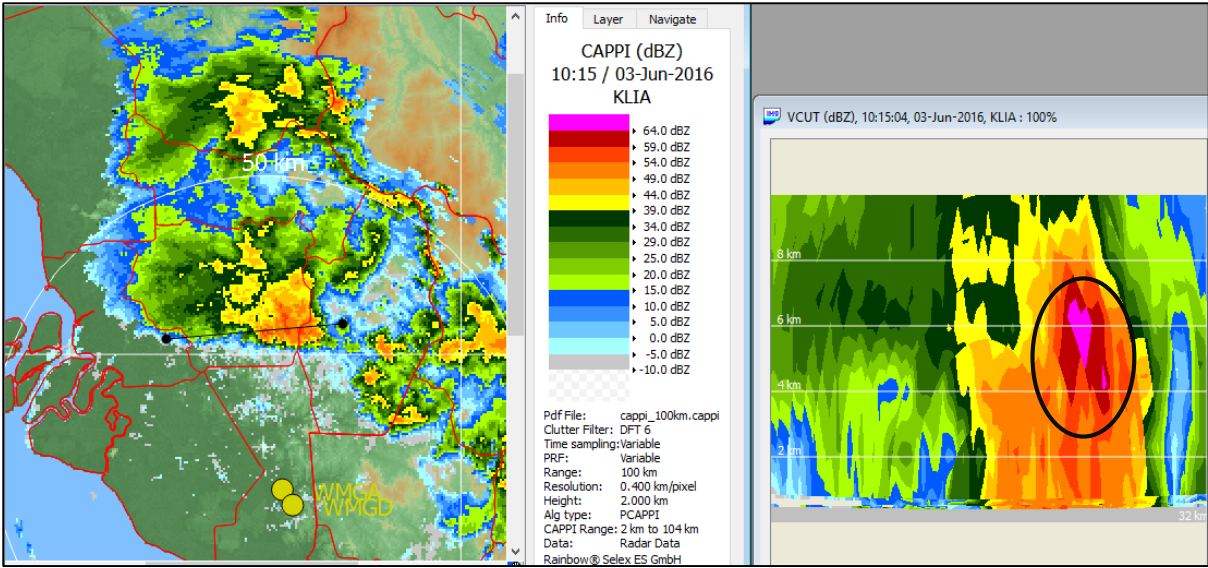 50 km
WMCA
WMGD
Info Layer Navigate
CAPPI (dBZ)
10:15 / 03-Jun-2016
KLIA
64.0 dBZ
59.0 dBZ
54.0 dBZ
49.0 dBZ
44.0 dBZ
39.0 dBZ
34.0 dBZ
29.0 dBZ
25.0 dBZ
20.0 dBZ
15.0 dBZ
10.0 dBZ
5.0 dBZ
0.0 dBZ
-5.0 dBZ
-10.0 dBZ
Pdf File: cappi_100km.cappi
Clutter Filter: DFT 6
Time sampling: Variable
PRF: Variable
Range: 100 km
Resolution: 0.400 km/pixel
Height: 2.000 km
Alg type: PCAPPI
CAPPI Range: 2 km to 104 km
Data: Radar Data
Rainbow® Selex ES GmbH
VCUT (dBZ), 10:15:04, 03-Jun-2016, KLIA : 100%
8 km
6 km
4 km
2 km
32 km